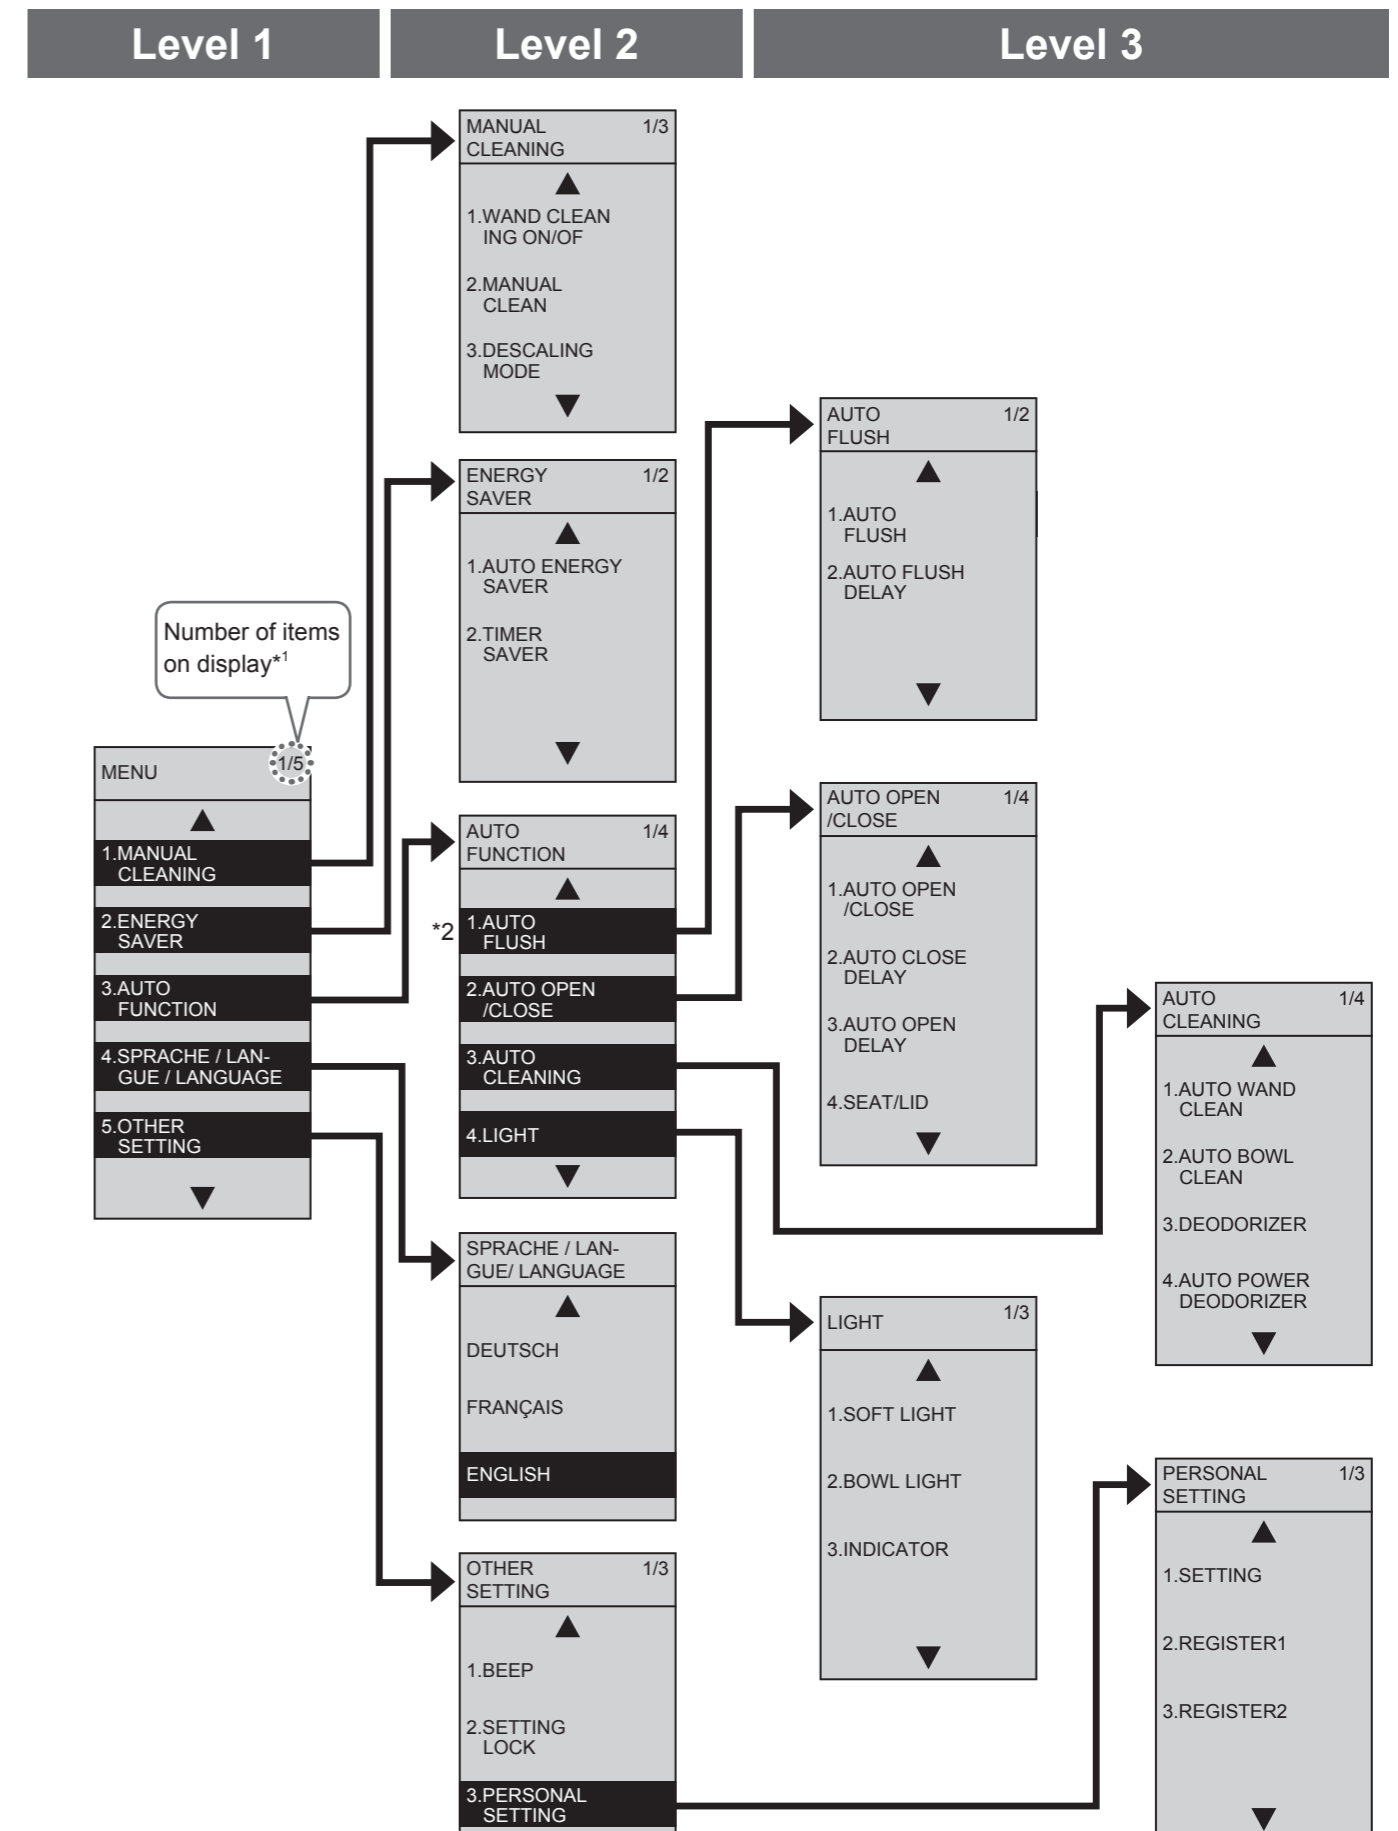 Level 1
Level 2
Level 3
MANUAL 1/3
CLEANING
1.WAND CLEAN
ING ON/OF
2.MANUAL
CLEAN
3.DESCALING
MODE
ENERGY 1/2
SAVER
1.AUTO ENERGY
SAVER
2.TIMER
SAVER
Number of items
on display*1
MENU 1/5
1.MANUAL
CLEANING
2.ENERGY
SAVER
3.AUTO
FUNCTION
4.SPRACHE / LAN-
GUE / LANGUAGE
5.OTHER
SETTING
AUTO 1/4
FUNCTION
*2
1.AUTO
FLUSH
2.AUTO OPEN
/CLOSE
3.AUTO
CLEANING
4.LIGHT
SPRACHE / LAN-
GUE/ LANGUAGE
DEUTSCH
FRANÇAIS
ENGLISH
OTHER 1/3
SETTING
1.BEEP
2.SETTING
LOCK
3.PERSONAL
SETTING
AUTO 1/2
FLUSH
1.AUTO
FLUSH
2.AUTO FLUSH
DELAY
AUTO OPEN 1/4
/CLOSE
1.AUTO OPEN
/CLOSE
2.AUTO CLOSE
DELAY
3.AUTO OPEN
DELAY
4.SEAT/LID
LIGHT 1/3
1.SOFT LIGHT
2.BOWL LIGHT
3.INDICATOR
AUTO 1/4
CLEANING
1.AUTO WAND
CLEAN
2.AUTO BOWL
CLEAN
3.DEODORIZER
4.AUTO POWER
DEODORIZER
PERSONAL 1/3
SETTING
1.SETTING
2.REGISTER1
3.REGISTER2